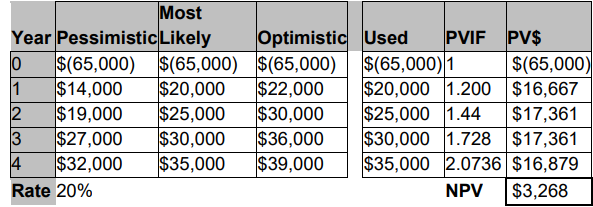 Most
Year Pessimistic Likely Optimistic Used PVIF PV$
0 $(65,000) $(65,000) $(65,000) $(65,000) 1 $(65,000)
1 $14,000 $20,000 $22,000 $20,000 1.200 $16,667
2 $19,000 $25,000 $30,000 $25,000 1.44 $17,361
3 $27,000 $30,000 $36,000 $30,000 1.728 $17,361
4 $32,000 $35,000 $39,000 $35,000 2.0736 $16,879
Rate 20% NPV $3,268